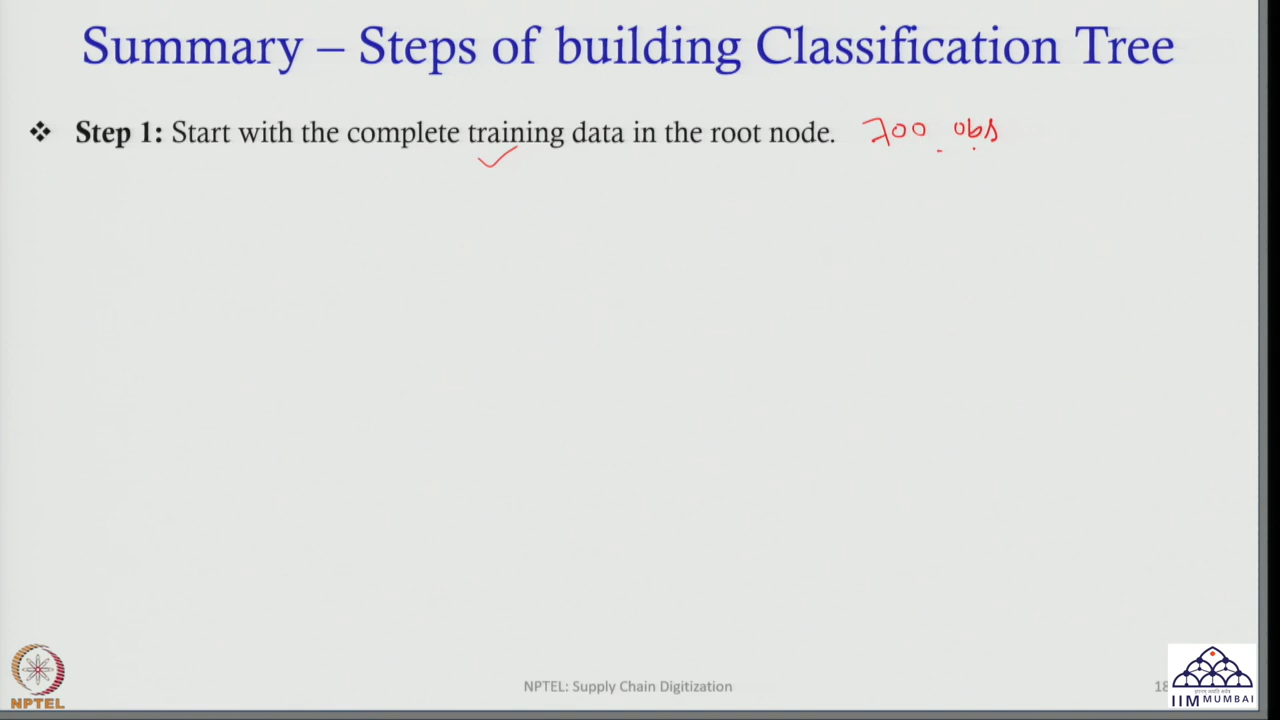 Summary – Steps of building Classification Tree
❖ Step 1: Start with the complete training data in the root node. 700 obs
NPTEL
NPTEL: Supply Chain Digitization
18
IIM MUMBAI